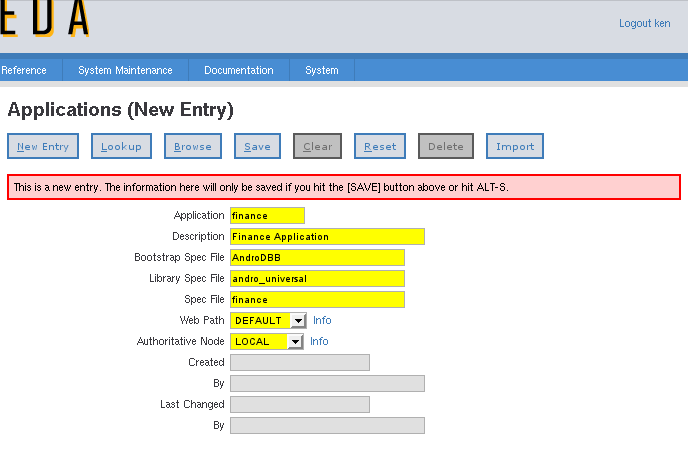 EDA
Logout ken
Reference System Maintenance Documentation System
Applications (New Entry)
New Entry Lookup Browse Save Clear Reset Delete Import
This is a new entry. The information here will only be saved if you hit the [SAVE] button above or hit ALT-S.
Application finance
Description Finance Application
Bootstrap Spec File AndroDBB
Library Spec File andro_universal
Spec File finance
Web Path DEFAULT Info
Authoritative Node LOCAL Info
Created
By
Last Changed
By